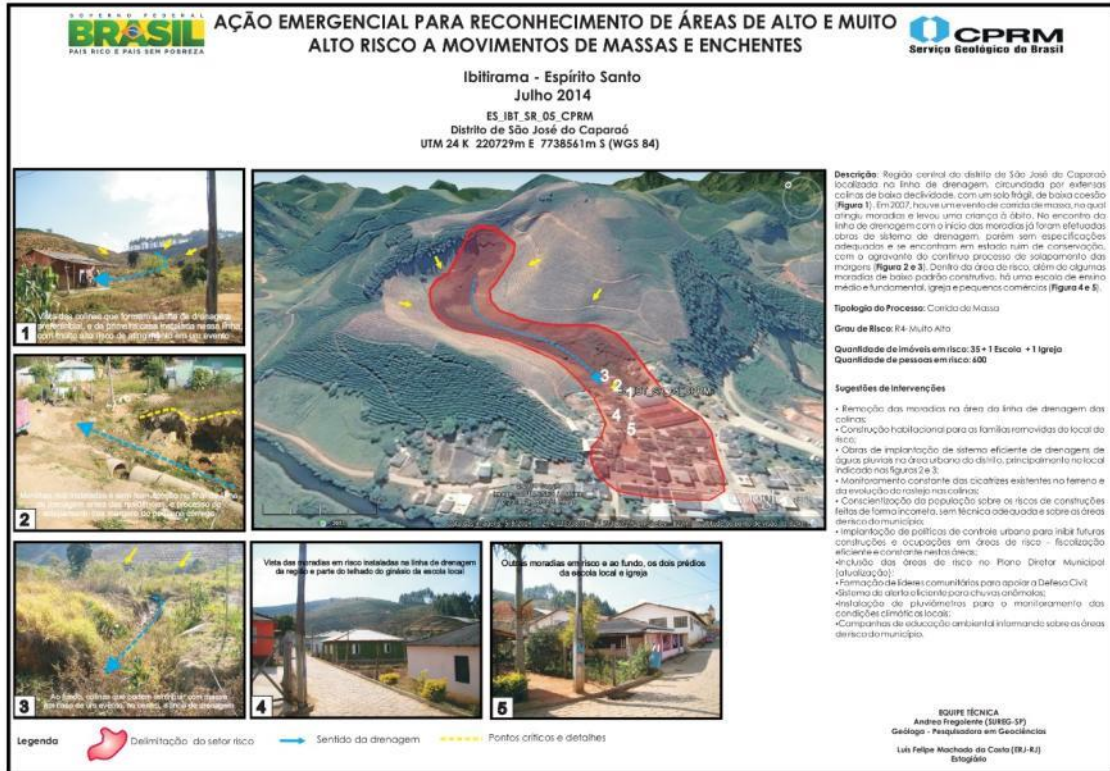 GOVERNO FEDERAL
BRASIL
PAÍS RICO É PAÍS SEM POBREZA
AÇÃO EMERGENCIAL PARA RECONHECIMENTO DE ÁREAS DE ALTO E MUITO
ALTO RISCO A MOVIMENTOS DE MASSAS E ENCHENTES
CPRM
Serviço Geológico do Brasil
Ibitirama - Espírito Santo
Julho 2014
ES_IBT_SR_05_CPRM
Distrito de São José do Caparaó
UTM 24 K 220729m E 7738561m S (WGS 84)
1
Vista das colinas que formam a linha de drenagem
preferencial, e da primeira casa instalada nessa linha,
com muito alto risco de atingimento em um evento
2
3
Ao fundo, colinas que podem contribuir com massa
em caso de um evento, no centro, a linha de drenagem
3
2
1
4
5
4
Vista das moradias em risco instaladas na linha de drenagem
da região e parte do telhado do ginásio da escola local
5
Outras moradias em risco e ao fundo, os dois prédios
da escola local e igreja
Descrição: Região central do distrito de São José do Caparaó
localizada na linha de drenagem, circundada por extensas
colinas de baixa declividade, com um solo frágil, de baixa coesão
(Figura 1). Em 2007, houve um evento de corrida de massa, no qual
atingiu moradias e levou uma criança à óbito. No encontro da
linha de drenagem com o início das moradias já foram efetuadas
obras de sistema de drenagem, porém sem especificações
adequadas e se encontram em estado ruim de conservação,
com o agravante do contínuo processo de solapamento das
margens (Figura 2 e 3). Dentro da área de risco, além de algumas
moradias de baixo padrão construtivo, há uma escola de ensino
médio e fundamental, igreja e pequenos comércios (Figura 4 e 5).
Tipologia do Processo: Corrida de Massa
Grau de Risco: R4- Muito Alto
Quantidade de imóveis em risco: 35 + 1 Escola + 1 Igreja
Quantidade de pessoas em risco: 600
Sugestões de Intervenções
• Remoção das moradias na área da linha de drenagem das
colinas;
• Construção habitacional para as famílias removidas do local de
risco;
• Obras de implantação de sistema eficiente de drenagens de
águas pluviais na área urbana do distrito, principalmente no local
indicado nas figuras 2 e 3;
• Monitoramento constante das cicatrizes existentes no terreno e
da evolução do rastejo nas colinas;
• Conscientização da população sobre os riscos de construções
feitas de forma incorreta, sem técnica adequada e sobre as áreas
de risco do município;
• Implantação de políticas de controle urbano para inibir futuras
construções e ocupações em áreas de risco - fiscalização
eficiente e constante nestas áreas;
•Inclusão das áreas de risco no Plano Diretor Municipal
(atualização);
• Formação de líderes comunitários para apoiar a Defesa Civil;
•Sistema de alerta eficiente para chuvas anômalas;
•Instalação de pluviômetros para o monitoramento das
condições climáticas locais;
•Campanhas de educação ambiental informando sobre as áreas
de risco do município.
EQUIPE TÉCNICA
Andrea Fregolente (SUREG-SP)
Geóloga - Pesquisadora em Geociências
Luis Felipe Machado da Costa (ERJ-RJ)
Estagiário
Legenda
Delimitação do setor risco
Sentido da drenagem
Pontos críticos e detalhes